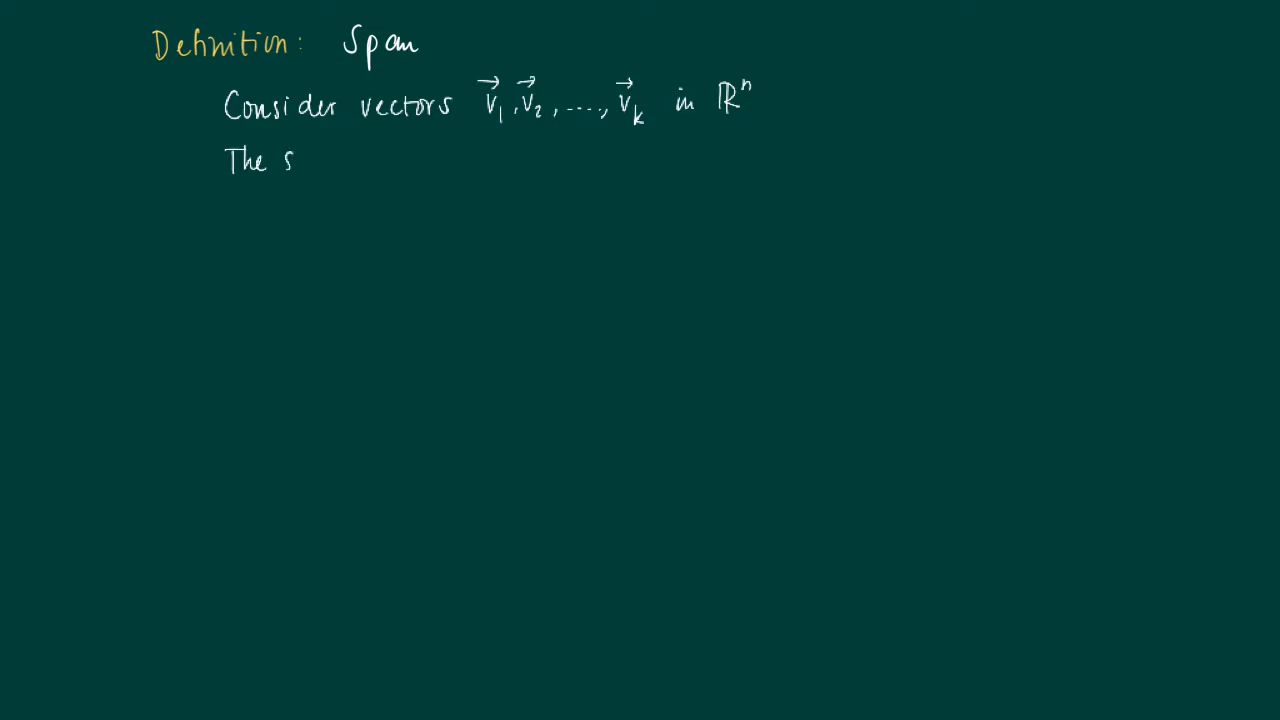 Definition: Span
Consider vectors v⃗₁, v⃗₂, ...., v⃗ₖ in ℝⁿ
The s